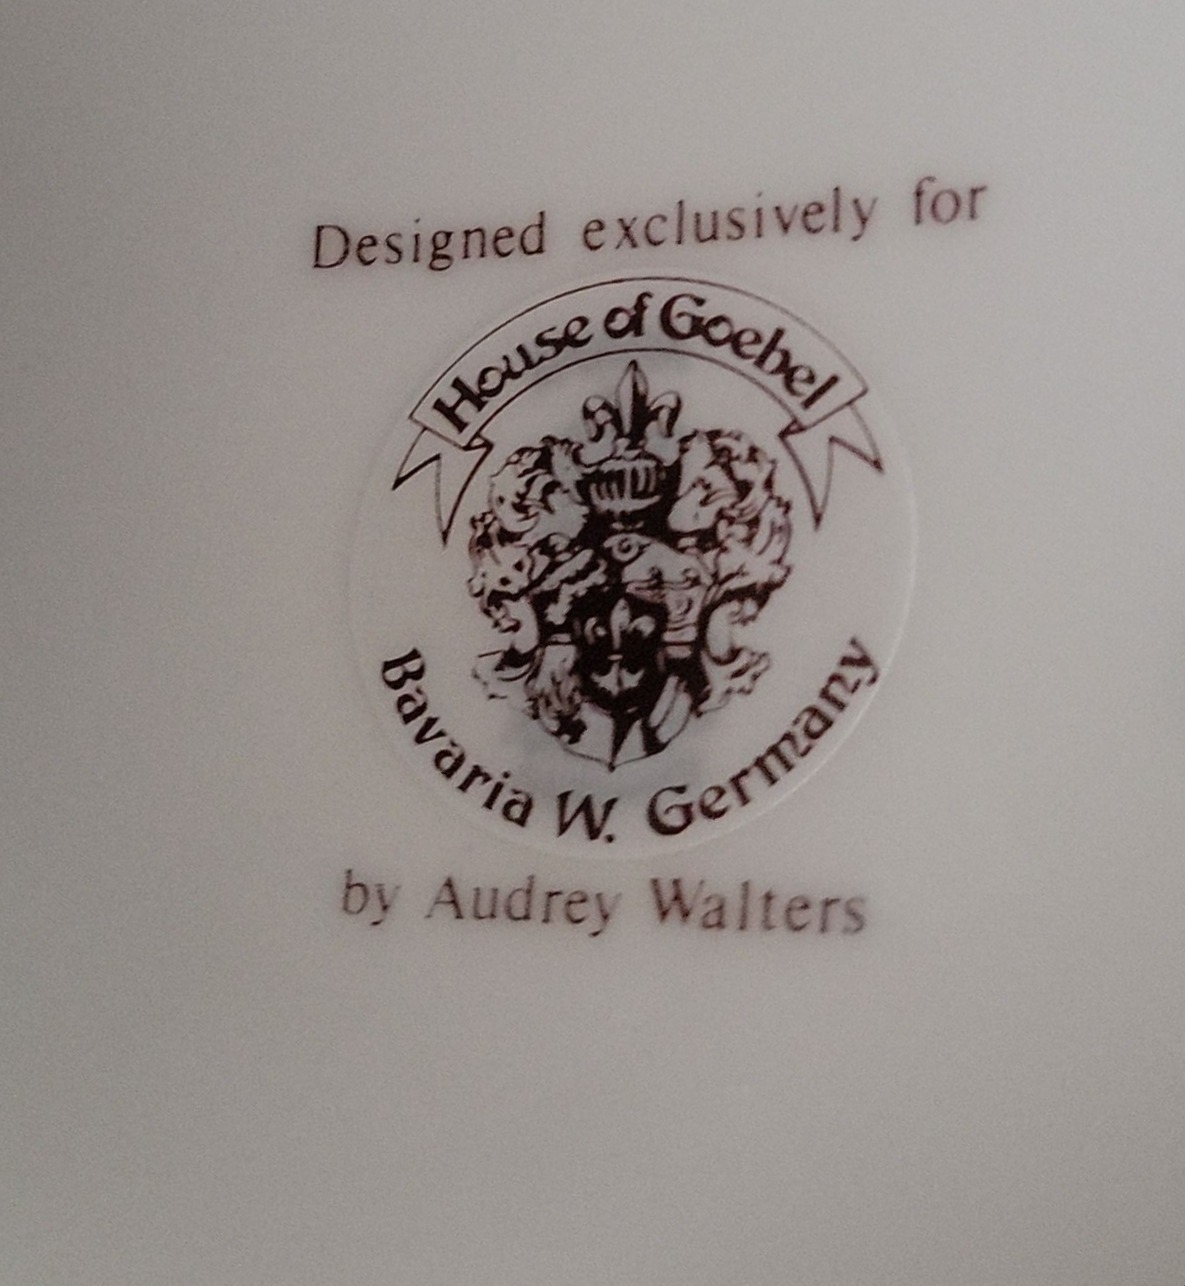 Designed exclusively for
House of Goebel
Bavaria W. Germany
by Audrey Walters